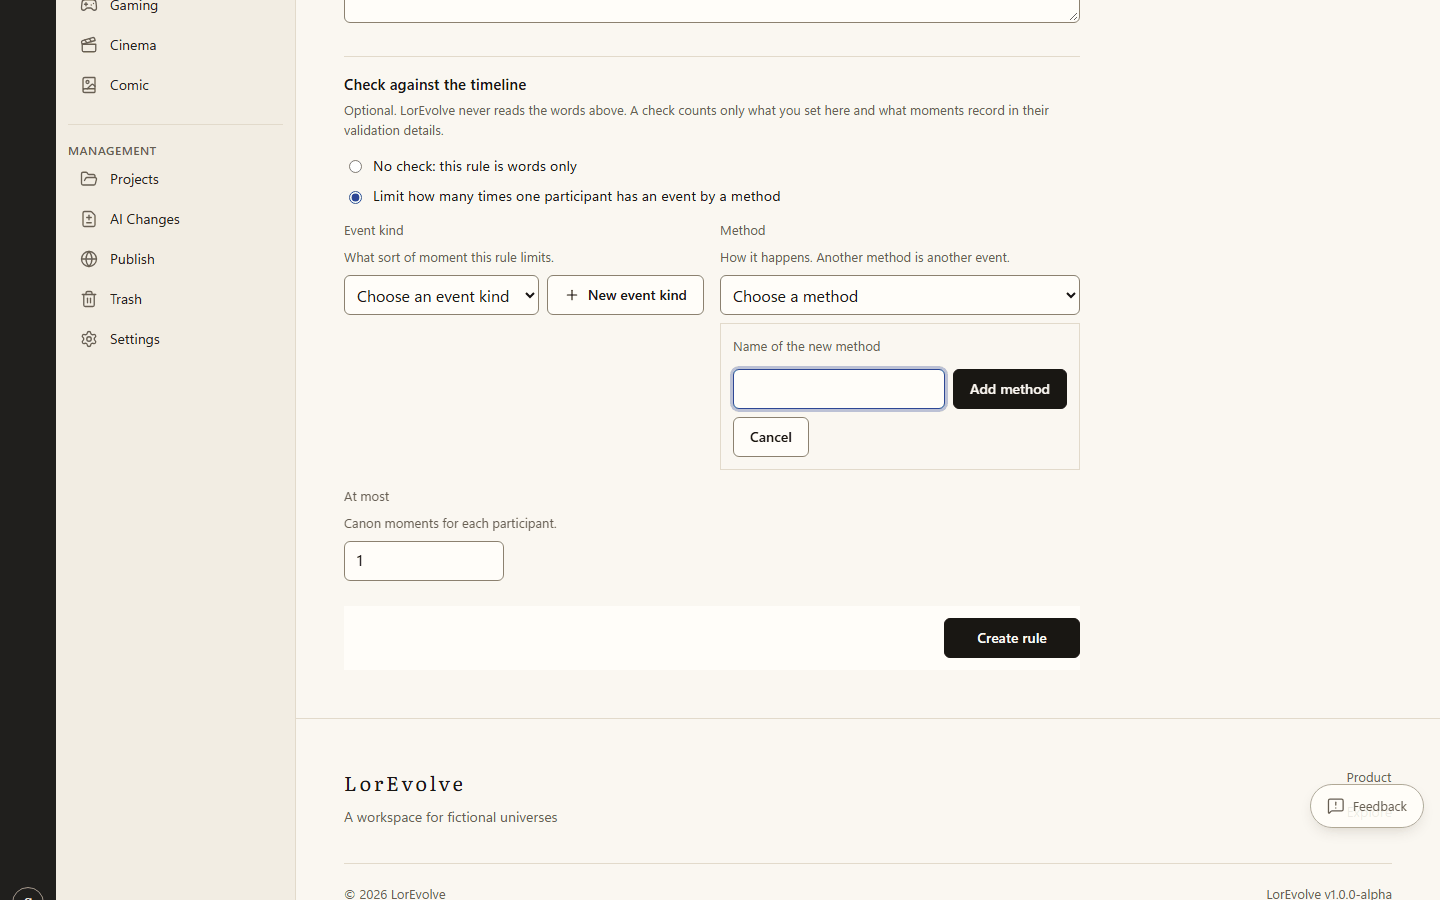 Gaming
Cinema
Comic
MANAGEMENT
Projects
AI Changes
Publish
Trash
Settings
Check against the timeline
Optional. LorEvolve never reads the words above. A check counts only what you set here and what moments record in their
validation details.
No check: this rule is words only
Limit how many times one participant has an event by a method
Event kind
What sort of moment this rule limits.
Choose an event kind
New event kind
Method
How it happens. Another method is another event.
Choose a method
Name of the new method
Add method
Cancel
At most
Canon moments for each participant.
1
Create rule
LorEvolve
A workspace for fictional universes
Product
Explore
Feedback
© 2026 LorEvolve
LorEvolve v1.0.0-alpha